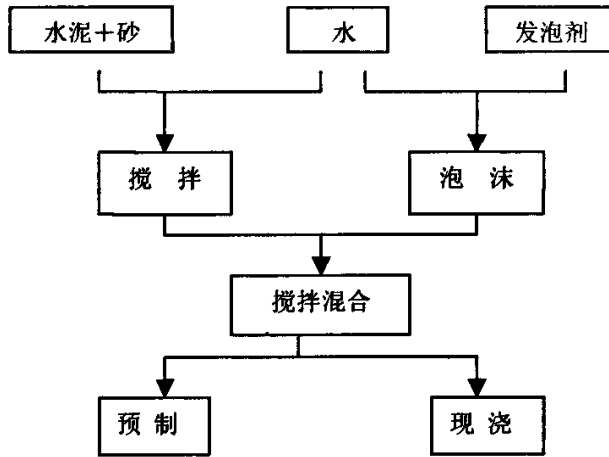 水泥+砂
水
发泡剂
搅 拌
泡 沫
搅拌混合
预 制
现 浇